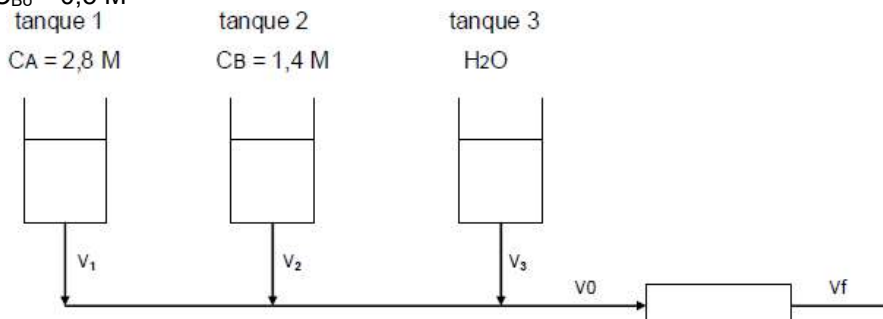 tanque 1 tanque 2 tanque 3
CA = 2,8 M CB = 1,4 M H2O
V1 V2 V3
V0 Vf